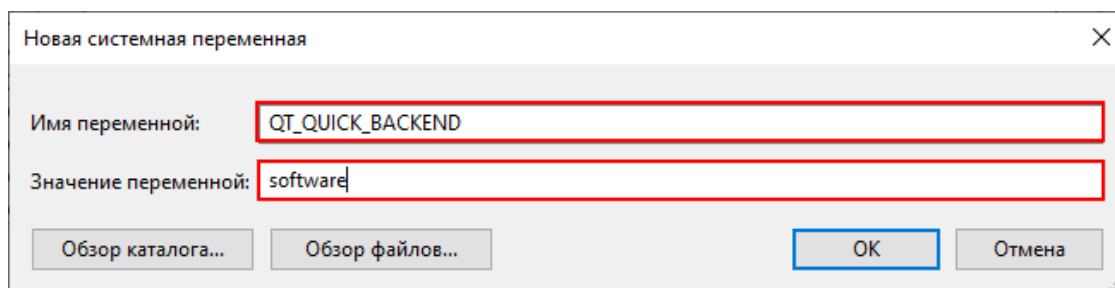 Новая системная переменная
Имя переменной: QT_QUICK_BACKEND
Значение переменной: software
Обзор каталога... Обзор файлов... OK Отмена